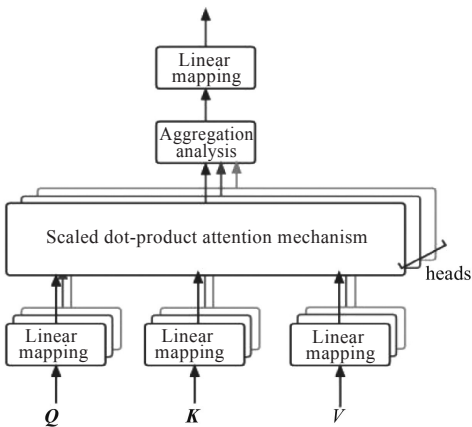 Linear
mapping
Aggregation
analysis
Scaled dot-product attention mechanism
heads
Linear
mapping
Linear
mapping
Linear
mapping
Q
K
V